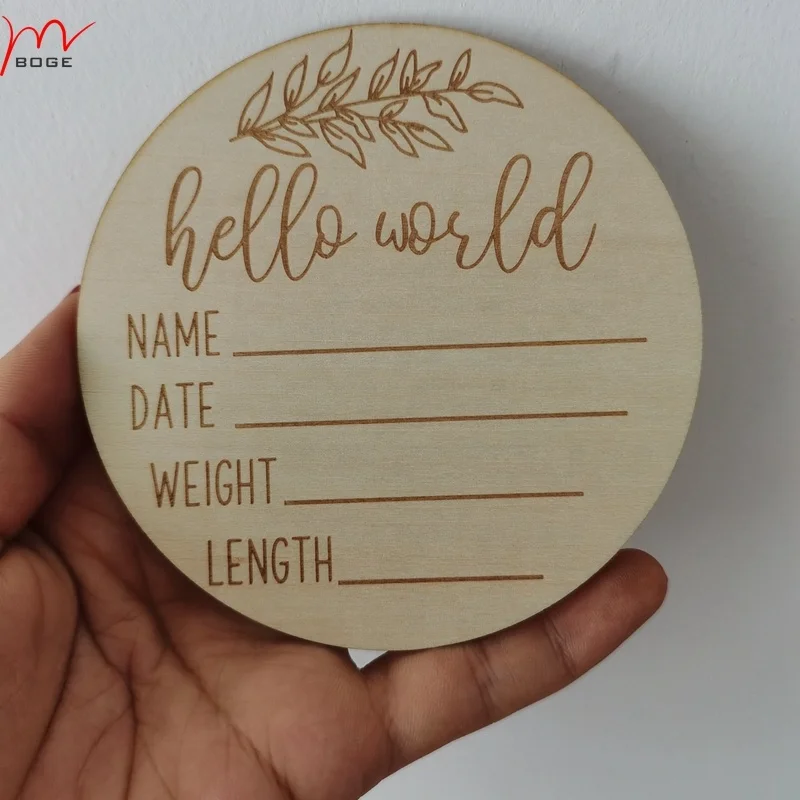 BOGE
hello world
NAME
DATE
WEIGHT
LENGTH